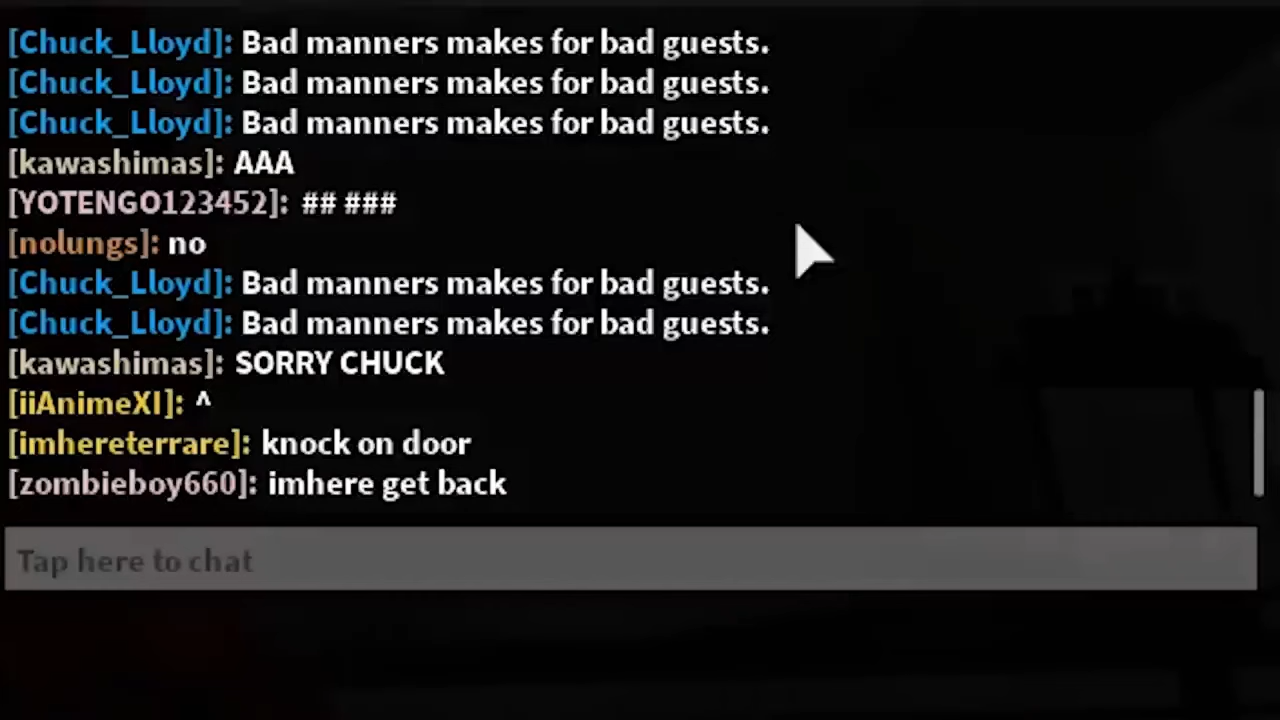 [Chuck_Lloyd]: Bad manners makes for bad guests.
[Chuck_Lloyd]: Bad manners makes for bad guests.
[Chuck_Lloyd]: Bad manners makes for bad guests.
[kawashimas]: AAA
[YOTENGO123452]: ## ###
[nolungs]: no
[Chuck_Lloyd]: Bad manners makes for bad guests.
[Chuck_Lloyd]: Bad manners makes for bad guests.
[kawashimas]: SORRY CHUCK
[iiAnimeXI]: ^
[imhereterrare]: knock on door
[zombieboy660]: imhere get back
Tap here to chat